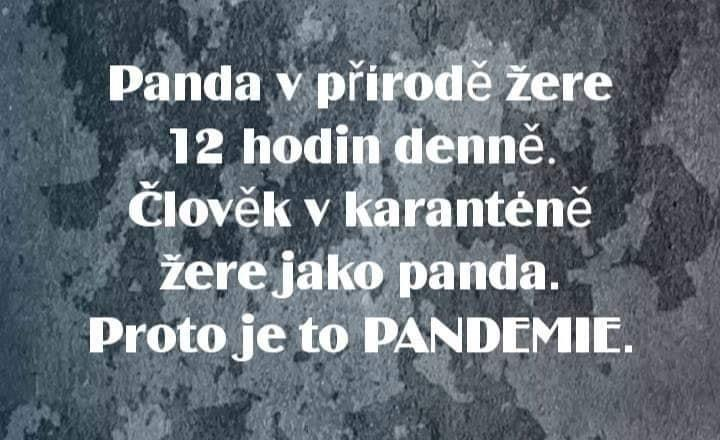 Panda v přírodě žere
12 hodin denně.
Člověk v karanténě
žere jako panda.
Proto je to PANDEMIE.